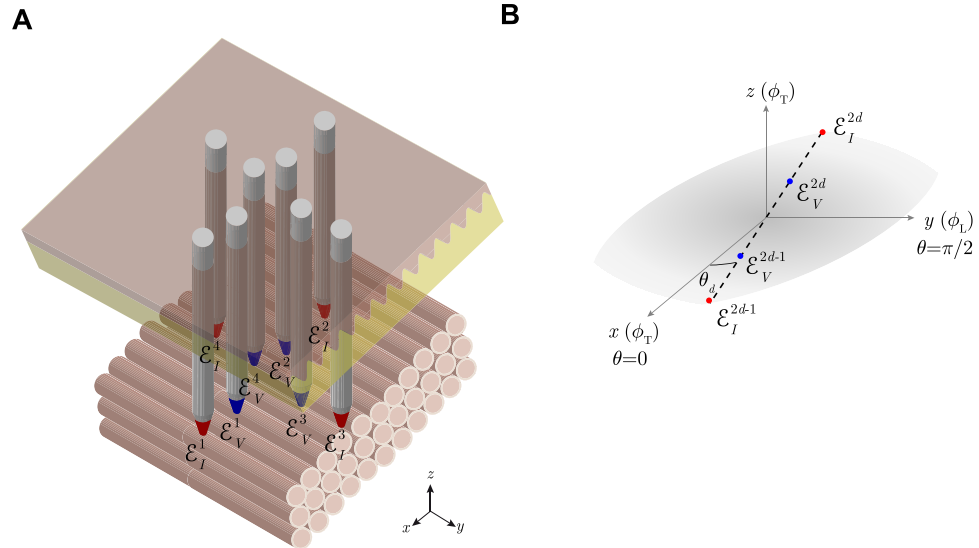 A
B
ℰ_I^4
ℰ_V^4
ℰ_V^2
ℰ_I^2
ℰ_I^1
ℰ_V^1
ℰ_V^3
ℰ_I^3
z
x
y
z (ϕ_T)
ℰ_I^{2d}
ℰ_V^{2d}
y (ϕ_L)
θ=π/2
ℰ_V^{2d-1}
θ_d
ℰ_I^{2d-1}
x (ϕ_T)
θ=0